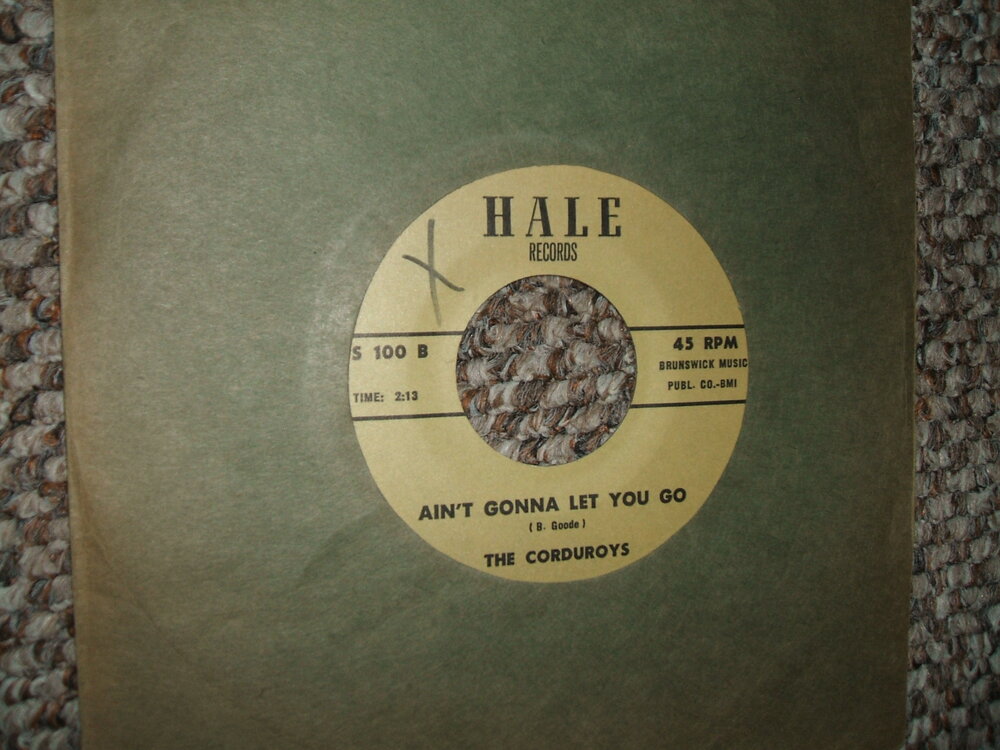 HALE
RECORDS
X
S 100 B
TIME: 2:13
45 RPM
BRUNSWICK MUSIC
PUBL. CO.-BMI
AIN'T GONNA LET YOU GO
( B. Goode )
THE CORDUROYS